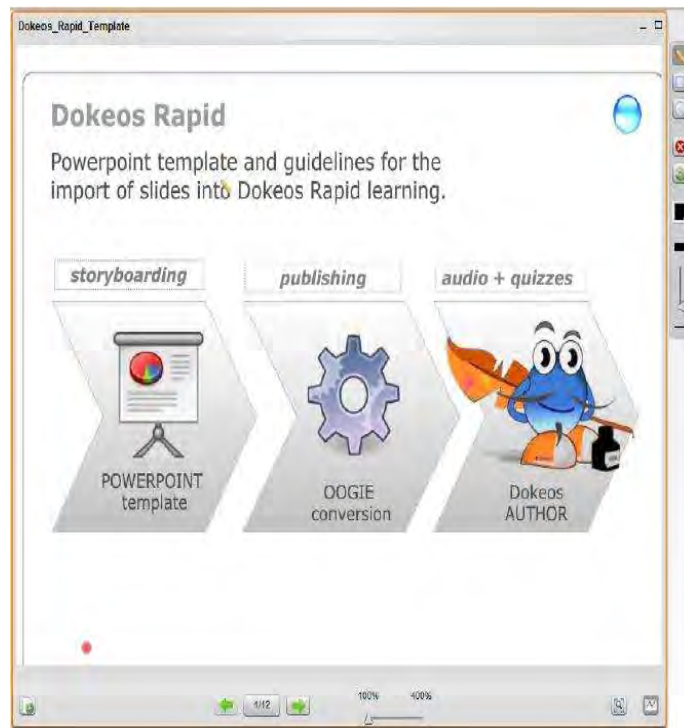 Dokeos_Rapid_Template
Dokeos Rapid
Powerpoint template and guidelines for the
import of slides into Dokeos Rapid learning.
storyboarding
publishing
audio + quizzes
POWERPOINT
template
OOGIE
conversion
Dokeos
AUTHOR
1/12
100%
400%